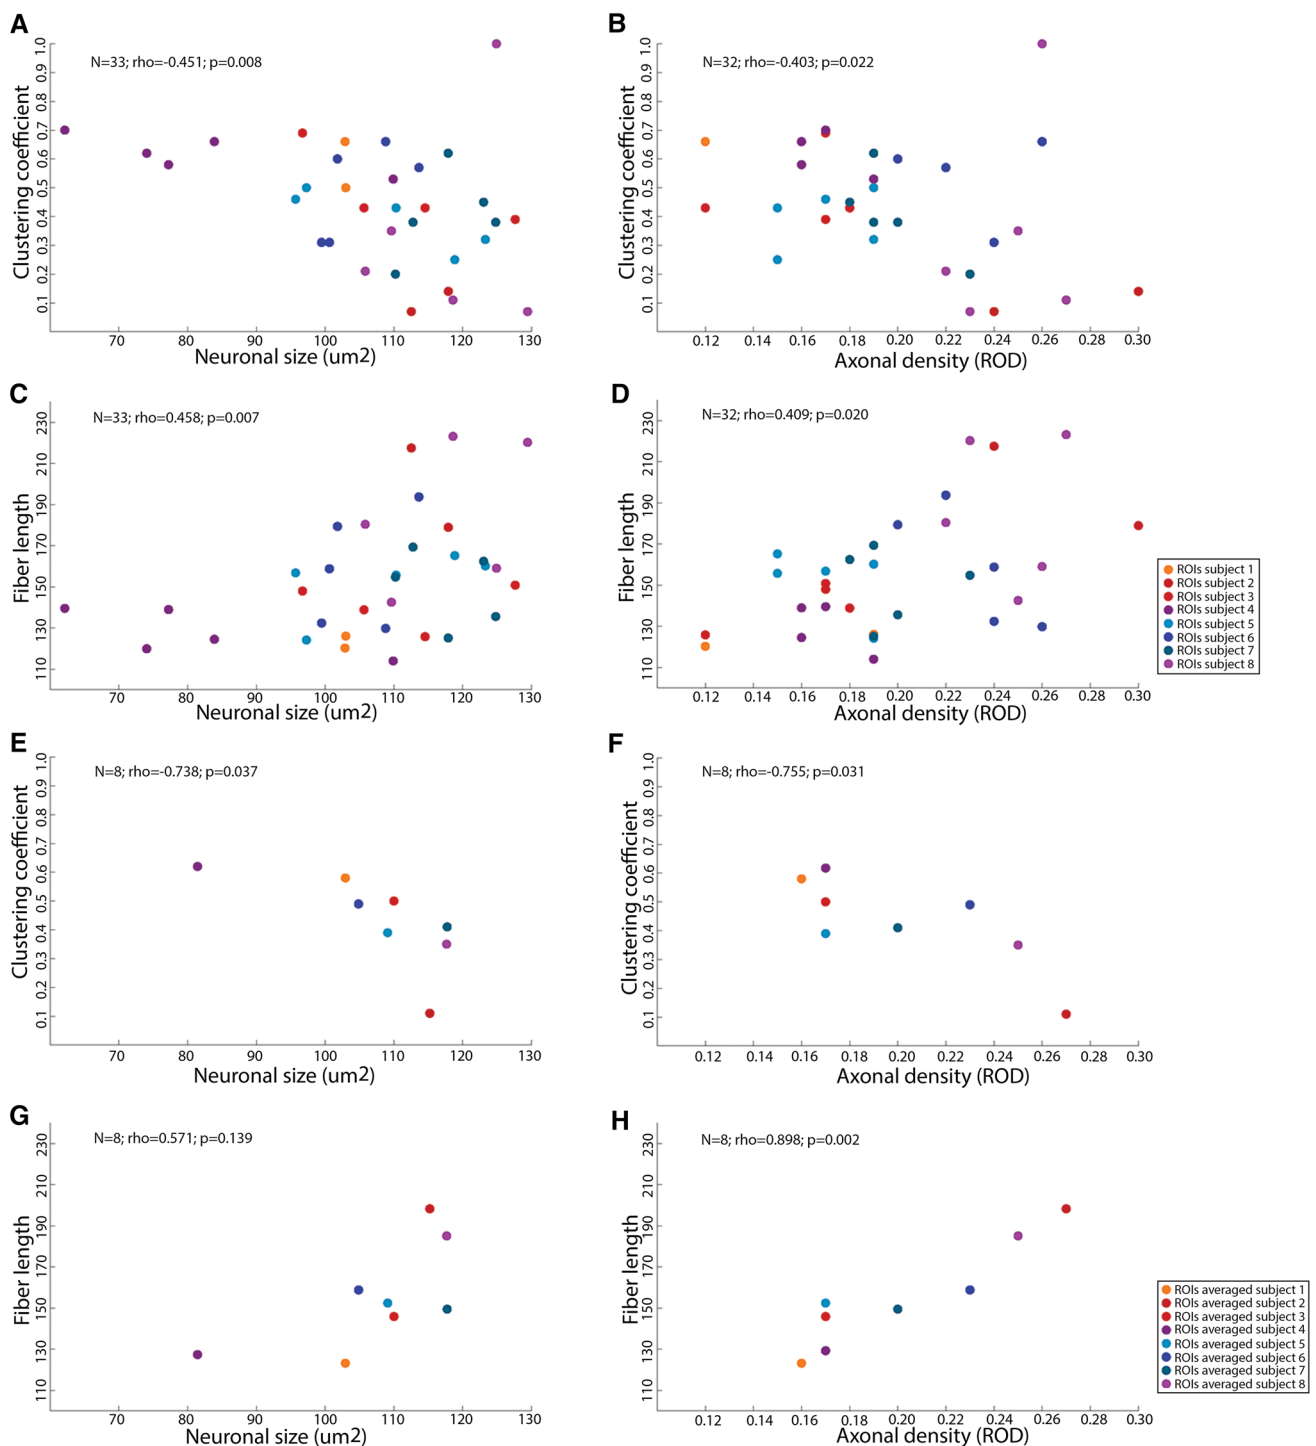 A
N=33; rho=-0.451; p=0.008
Clustering coefficient
1.0
0.9
0.8
0.7
0.6
0.5
0.4
0.3
0.2
0.1
70 80 90 100 110 120 130
Neuronal size (um2)
B
N=32; rho=-0.403; p=0.022
Clustering coefficient
1.0
0.9
0.8
0.7
0.6
0.5
0.4
0.3
0.2
0.1
0.12 0.14 0.16 0.18 0.20 0.22 0.24 0.26 0.28 0.30
Axonal density (ROD)
C
N=33; rho=0.458; p=0.007
Fiber length
230
210
190
170
150
130
110
70 80 90 100 110 120 130
Neuronal size (um2)
D
N=32; rho=0.409; p=0.020
Fiber length
230
210
190
170
150
130
110
0.12 0.14 0.16 0.18 0.20 0.22 0.24 0.26 0.28 0.30
Axonal density (ROD)
ROIs subject 1
ROIs subject 2
ROIs subject 3
ROIs subject 4
ROIs subject 5
ROIs subject 6
ROIs subject 7
ROIs subject 8
E
N=8; rho=-0.738; p=0.037
Clustering coefficient
1.0
0.9
0.8
0.7
0.6
0.5
0.4
0.3
0.2
0.1
70 80 90 100 110 120 130
Neuronal size (um2)
F
N=8; rho=-0.755; p=0.031
Clustering coefficient
1.0
0.9
0.8
0.7
0.6
0.5
0.4
0.3
0.2
0.1
0.12 0.14 0.16 0.18 0.20 0.22 0.24 0.26 0.28 0.30
Axonal density (ROD)
G
N=8; rho=0.571; p=0.139
Fiber length
230
210
190
170
150
130
110
70 80 90 100 110 120 130
Neuronal size (um2)
H
N=8; rho=0.898; p=0.002
Fiber length
230
210
190
170
150
130
110
0.12 0.14 0.16 0.18 0.20 0.22 0.24 0.26 0.28 0.30
Axonal density (ROD)
ROIs averaged subject 1
ROIs averaged subject 2
ROIs averaged subject 3
ROIs averaged subject 4
ROIs averaged subject 5
ROIs averaged subject 6
ROIs averaged subject 7
ROIs averaged subject 8